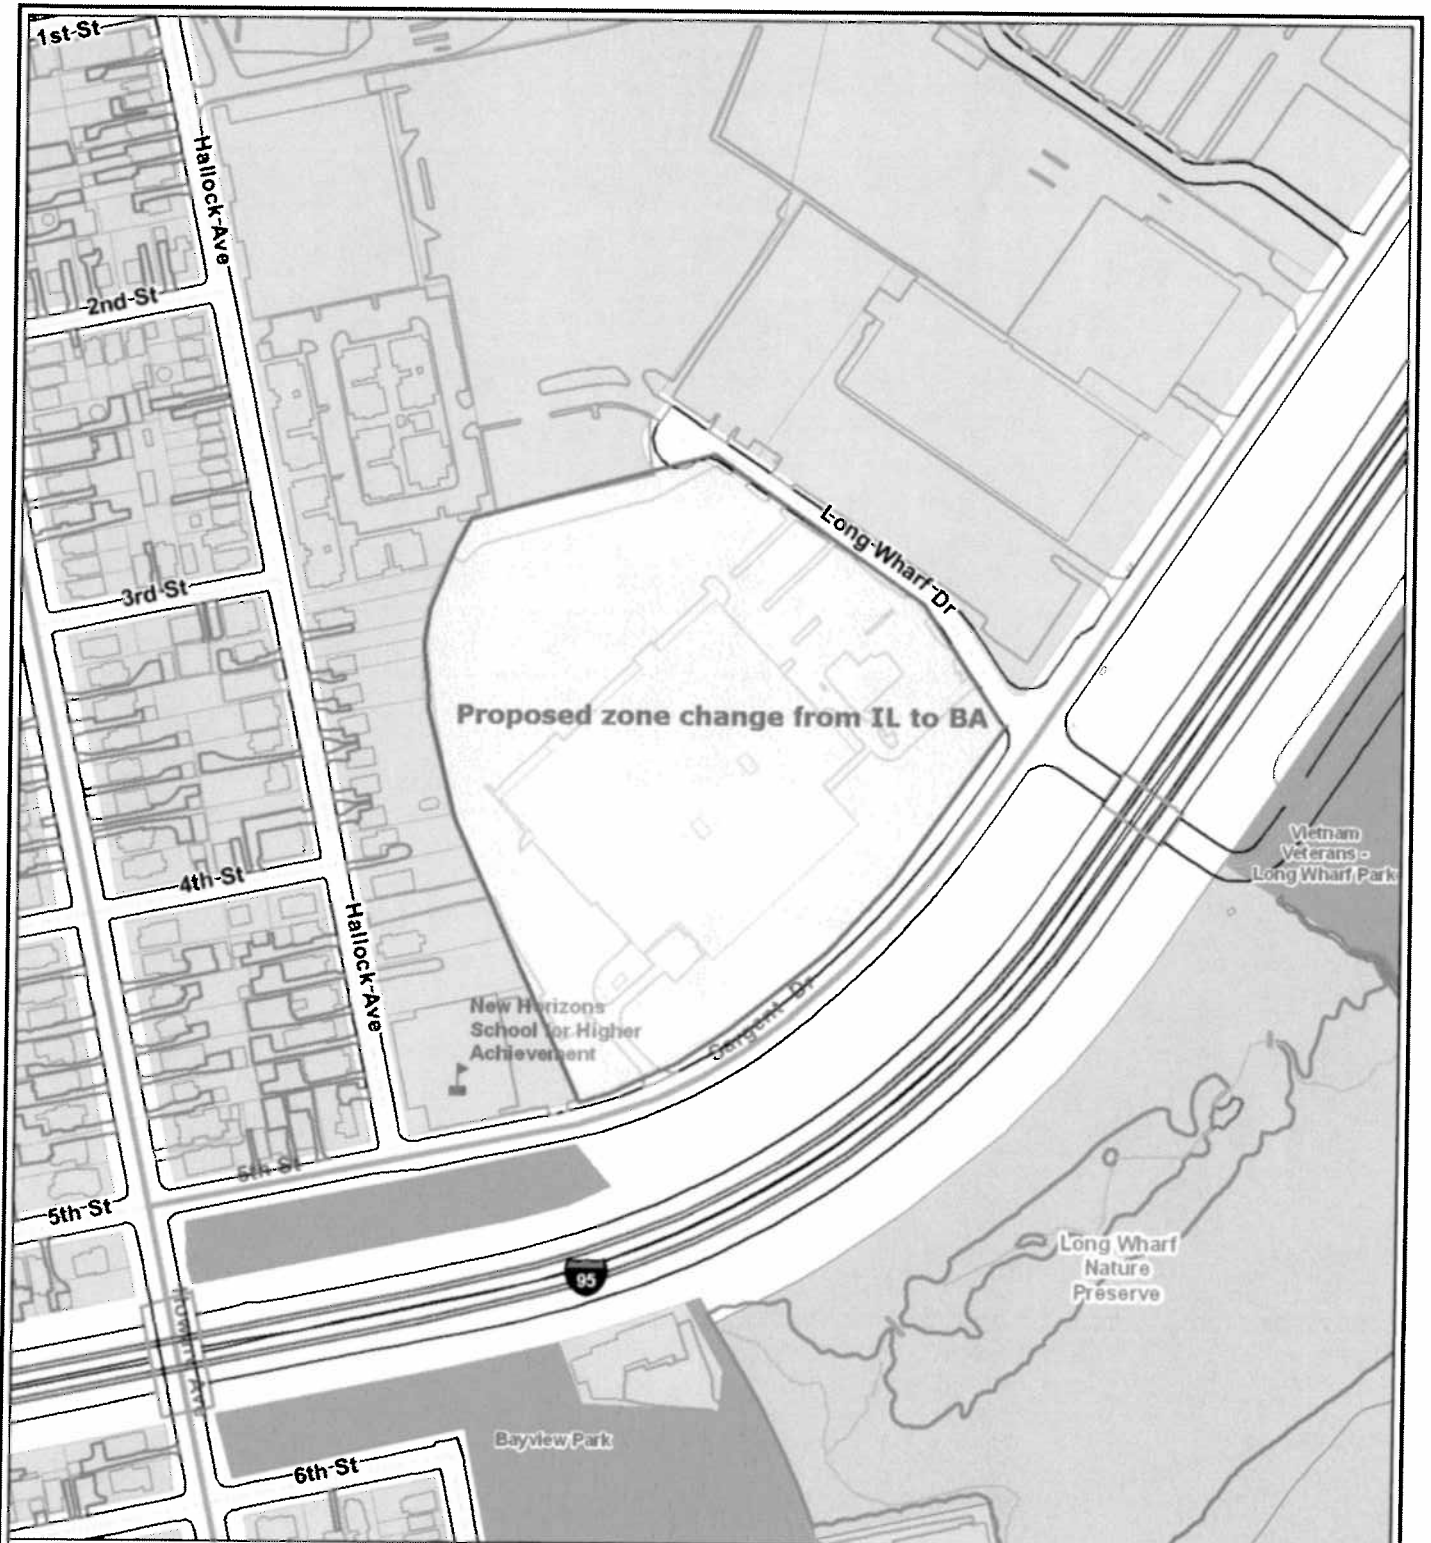 1st-St
Hallock-Ave
2nd-St
Long-Wharf-Dr
3rd-St
Proposed zone change from IL to BA
Vietnam
Veterans -
Long Wharf Park
4th-St
Hallock-Ave
New Horizons
School for Higher
Achievement
Sargent Dr
5th-St
5th-St
Long Wharf
Nature
Preserve
95
Bayview Park
6th-St